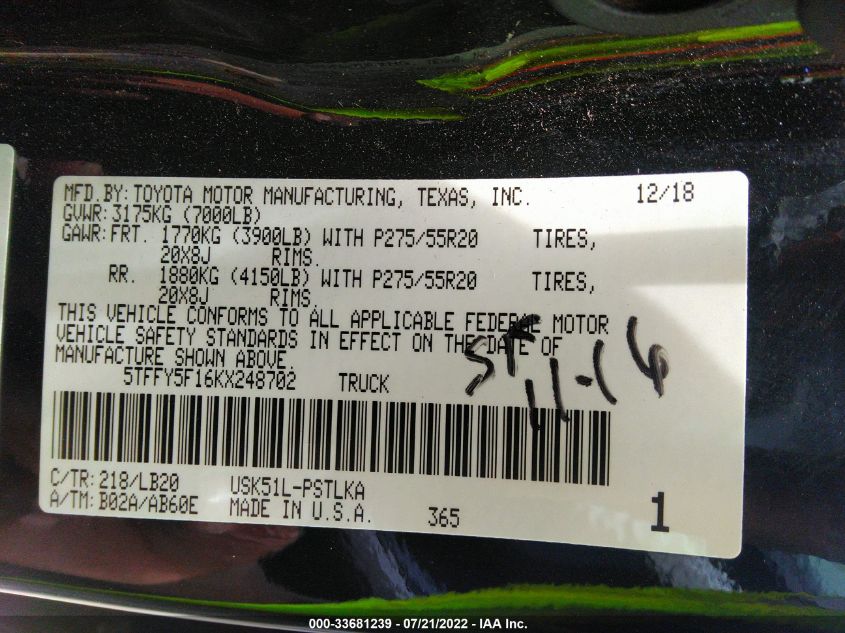 MFD. BY: TOYOTA MOTOR MANUFACTURING, TEXAS, INC. 12/18
GVWR: 3175KG (7000LB)
GAWR: FRT. 1770KG (3900LB) WITH P275/55R20 TIRES,
20X8J RIMS.
RR. 1880KG (4150LB) WITH P275/55R20 TIRES,
20X8J RIMS.
THIS VEHICLE CONFORMS TO ALL APPLICABLE FEDERAL MOTOR
VEHICLE SAFETY STANDARDS IN EFFECT ON THE DATE OF
MANUFACTURE SHOWN ABOVE.
5TFFY5F16KX248702 TRUCK
11-16
C/TR: 218/LB20 USK51L-PSTLKA
A/TM: B02A/AB60E MADE IN U.S.A. 365 1
000-33681239 - 07/21/2022 - IAA Inc.